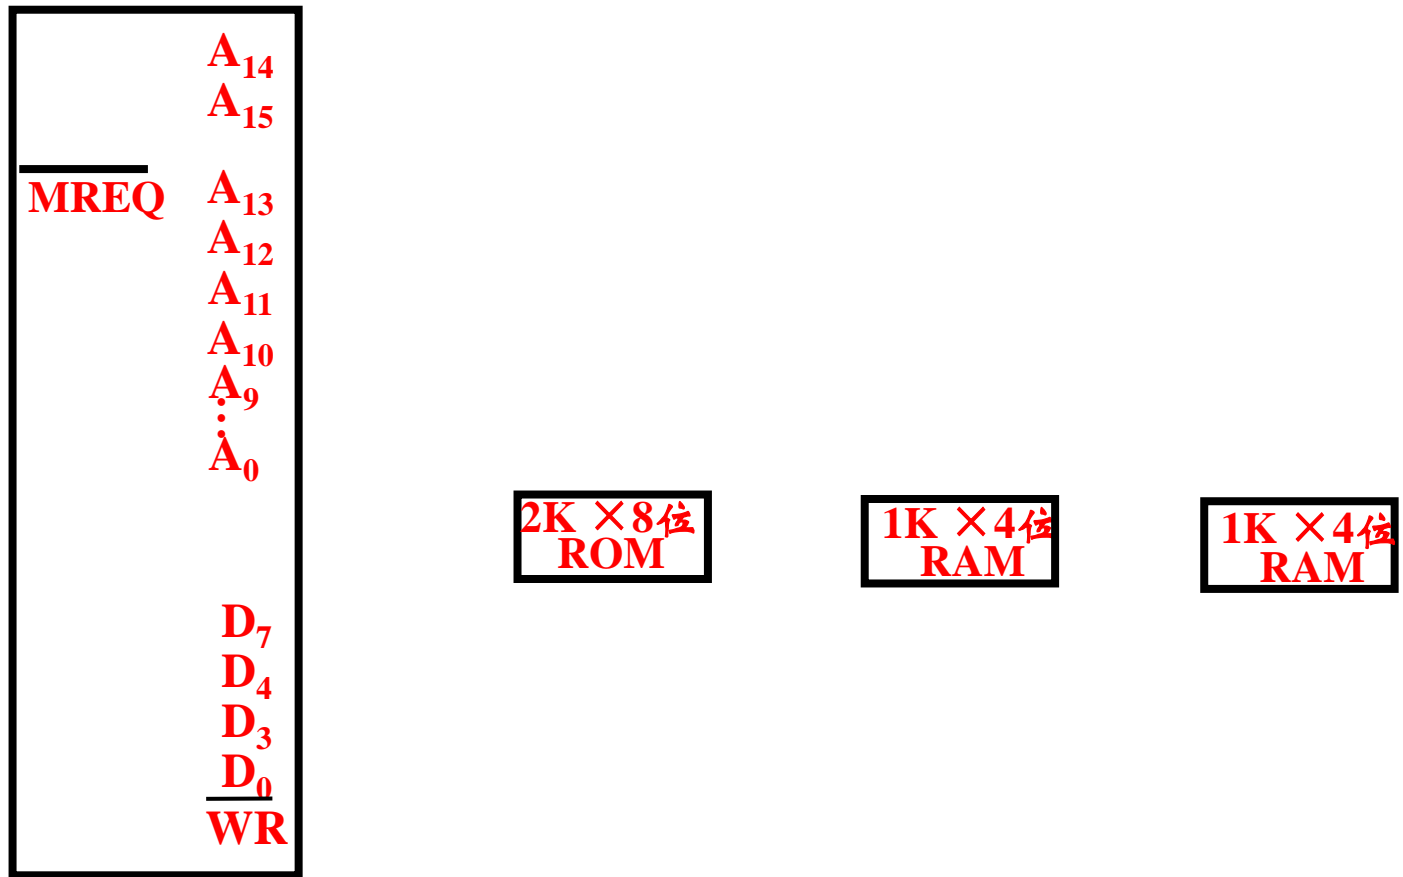 A14
A15
MREQ
A13
A12
A11
A10
A9
⋮
A0
2K ×8位
ROM
1K ×4位
RAM
1K ×4位
RAM
D7
D4
D3
D0
WR